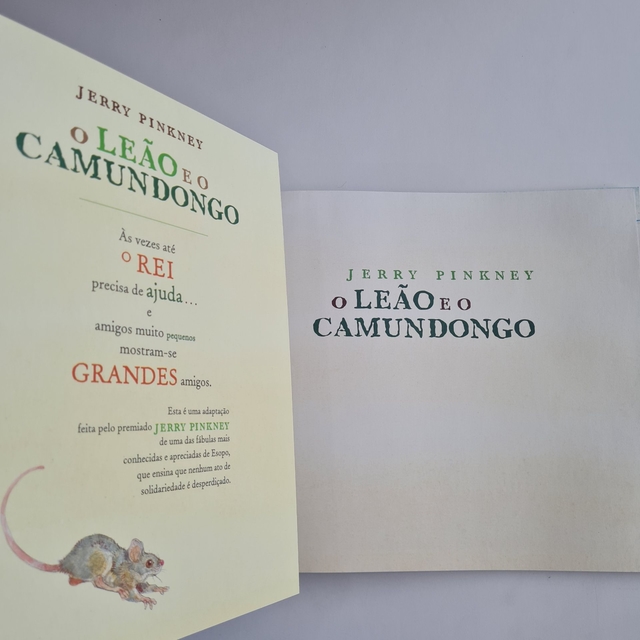 JERRY PINKNEY
O LEÃO E O
CAMUNDONGO
Às vezes até
O REI
precisa de ajuda...
e
amigos muito pequenos
mostram-se
GRANDES amigos.
Esta é uma adaptação
feita pelo premiado JERRY PINKNEY
de uma das fábulas mais
conhecidas e apreciadas de Esopo,
que ensina que nenhum ato de
solidariedade é desperdiçado.
JERRY PINKNEY
O LEÃO E O
CAMUNDONGO